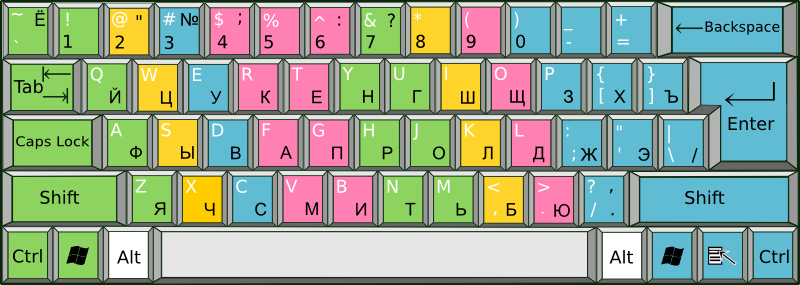 ~ ` Ё ! 1 @ " 2 # № 3 $ ; 4 % 5 ^ : 6 & ? 7 * 8 ( 9 ) 0 _ - + = Backspace
Tab Q Й W Ц E У R К T Е Y Н U Г I Ш O Щ P З { [ Х } ] Ъ Enter
Caps Lock A Ф S Ы D В F А G П H Р J О K Л L Д : ; Ж " ' Э | \ /
Shift Z Я X Ч C С V М B И N Т M Ь < , Б > . Ю ? / , . Shift
Ctrl Alt Alt Ctrl